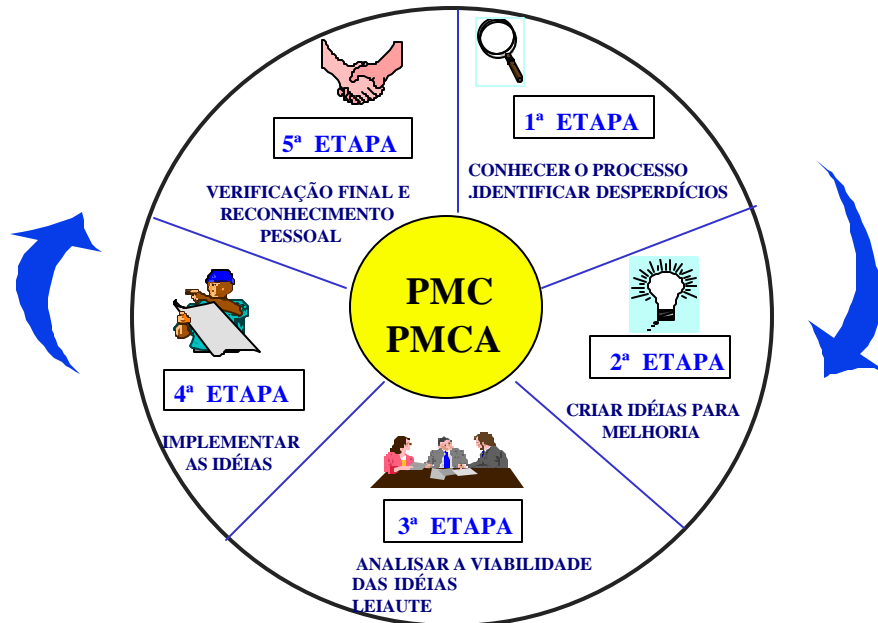 1ª ETAPA
CONHECER O PROCESSO
.IDENTIFICAR DESPERDÍCIOS
2ª ETAPA
CRIAR IDÉIAS PARA
MELHORIA
3ª ETAPA
ANALISAR A VIABILIDADE
DAS IDÉIAS
LEIAUTE
4ª ETAPA
IMPLEMENTAR
AS IDÉIAS
5ª ETAPA
VERIFICAÇÃO FINAL E
RECONHECIMENTO
PESSOAL
PMC
PMCA